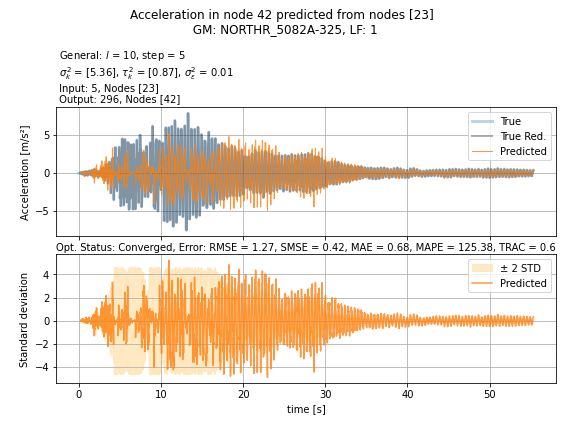 Acceleration in node 42 predicted from nodes [23]
GM: NORTHR_5082A-325, LF: 1
General: l = 10, step = 5
σ²ₖ = [5.36], τ²ₖ = [0.87], σ²ε = 0.01
Input: 5, Nodes [23]
Output: 296, Nodes [42]
Acceleration [m/s²]
5
0
−5
True
True Red.
Predicted
Opt. Status: Converged, Error: RMSE = 1.27, SMSE = 0.42, MAE = 0.68, MAPE = 125.38, TRAC = 0.6
Standard deviation
4
2
0
−2
−4
± 2 STD
Predicted
0 10 20 30 40 50
time [s]